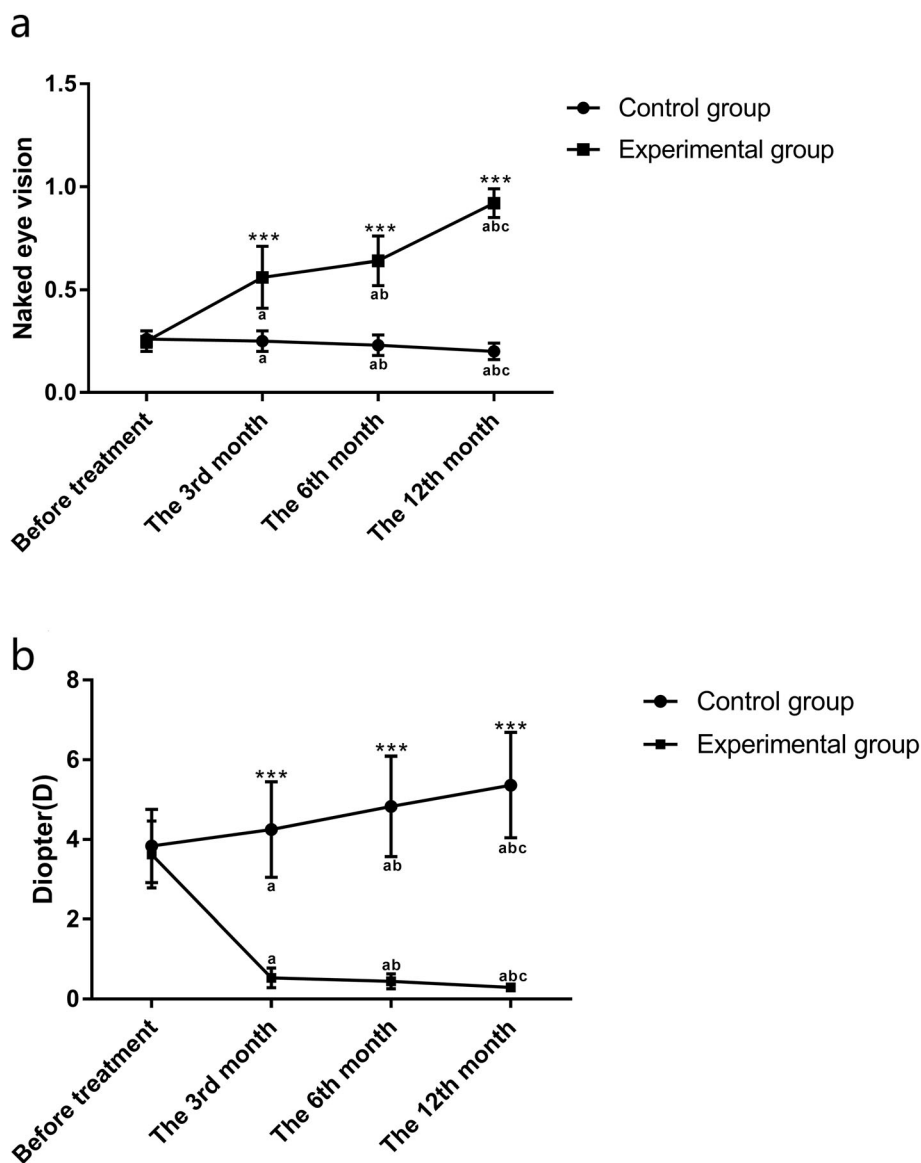 a
1.5
Control group
Experimental group
1.0
0.5
0.0
Naked eye vision
***
***
***
a
ab
abc
a
ab
abc
Before treatment
The 3rd month
The 6th month
The 12th month
b
8
Control group
Experimental group
6
4
2
0
Diopter(D)
***
***
***
a
ab
abc
a
ab
abc
Before treatment
The 3rd month
The 6th month
The 12th month